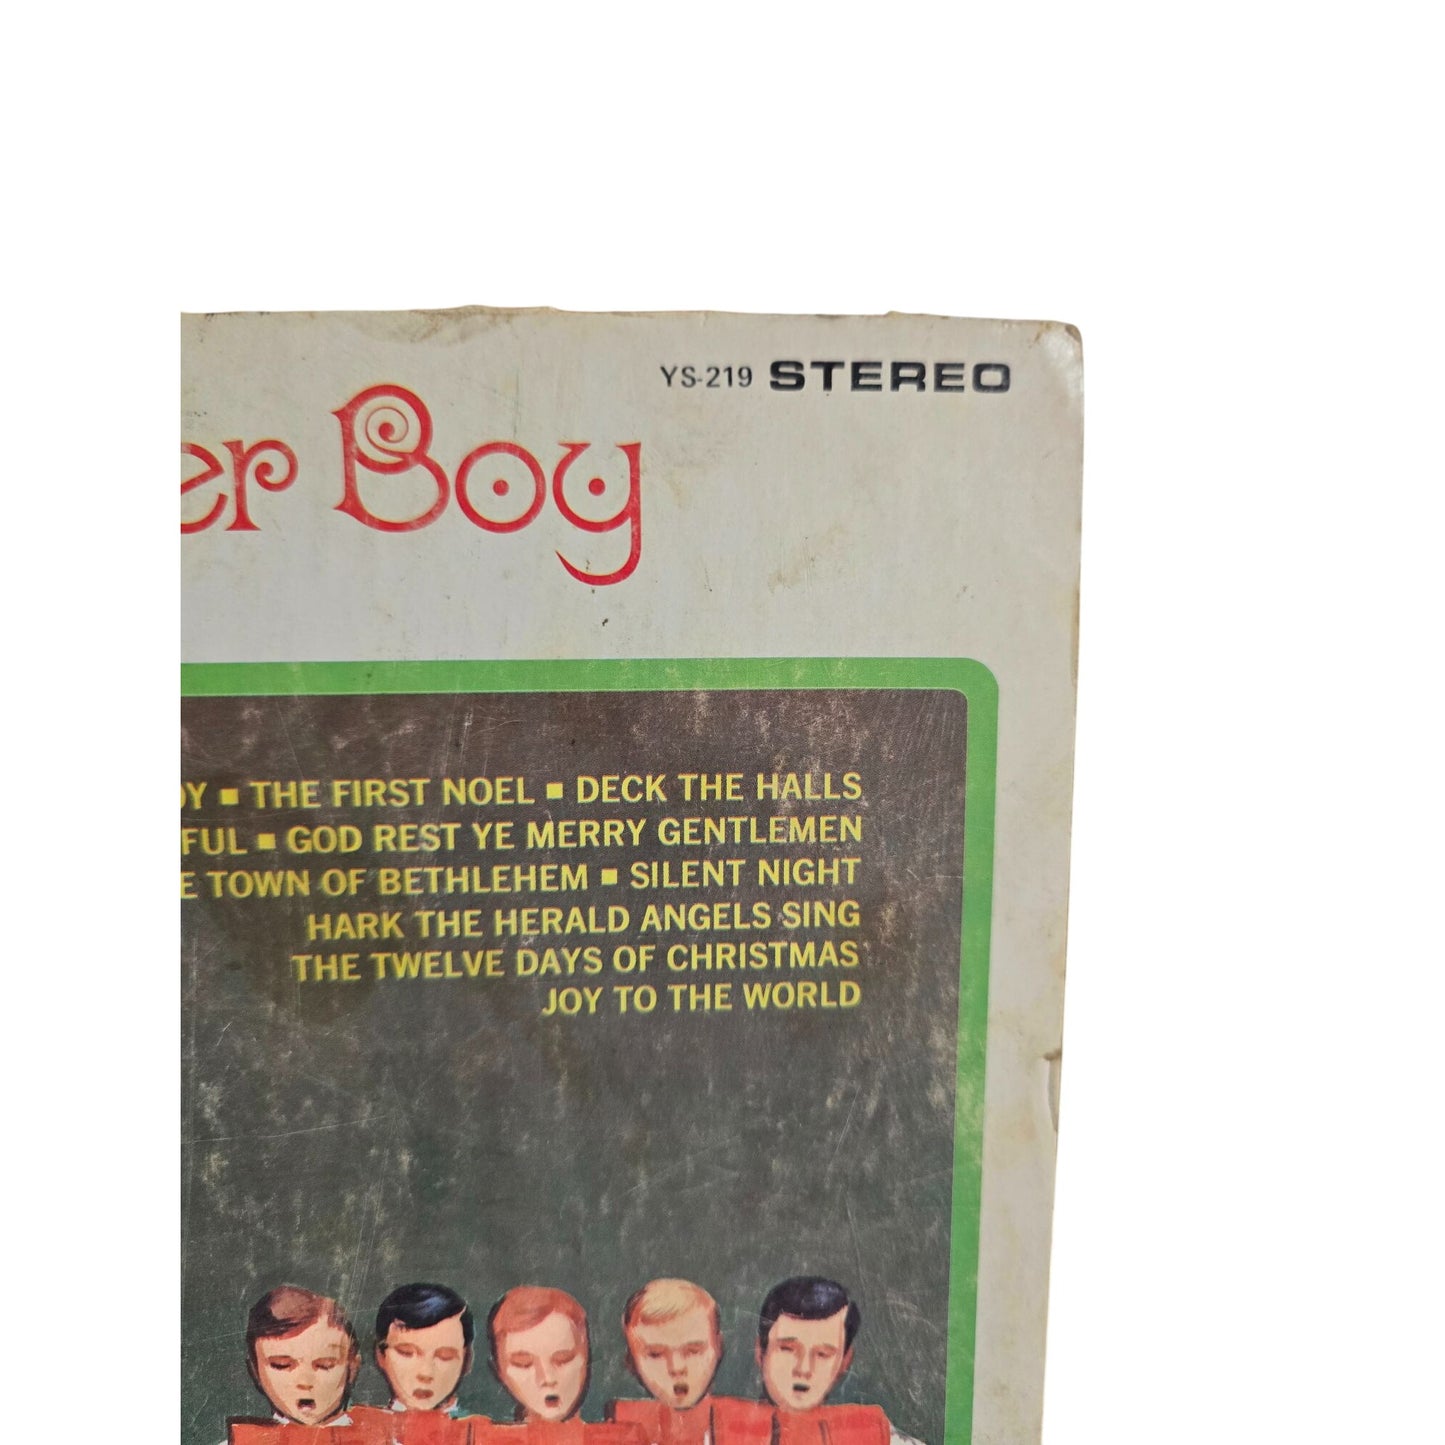 YS-219 STEREO
er Boy
OY ▪ THE FIRST NOEL ▪ DECK THE HALLS
FUL ▪ GOD REST YE MERRY GENTLEMEN
E TOWN OF BETHLEHEM ▪ SILENT NIGHT
HARK THE HERALD ANGELS SING
THE TWELVE DAYS OF CHRISTMAS
JOY TO THE WORLD